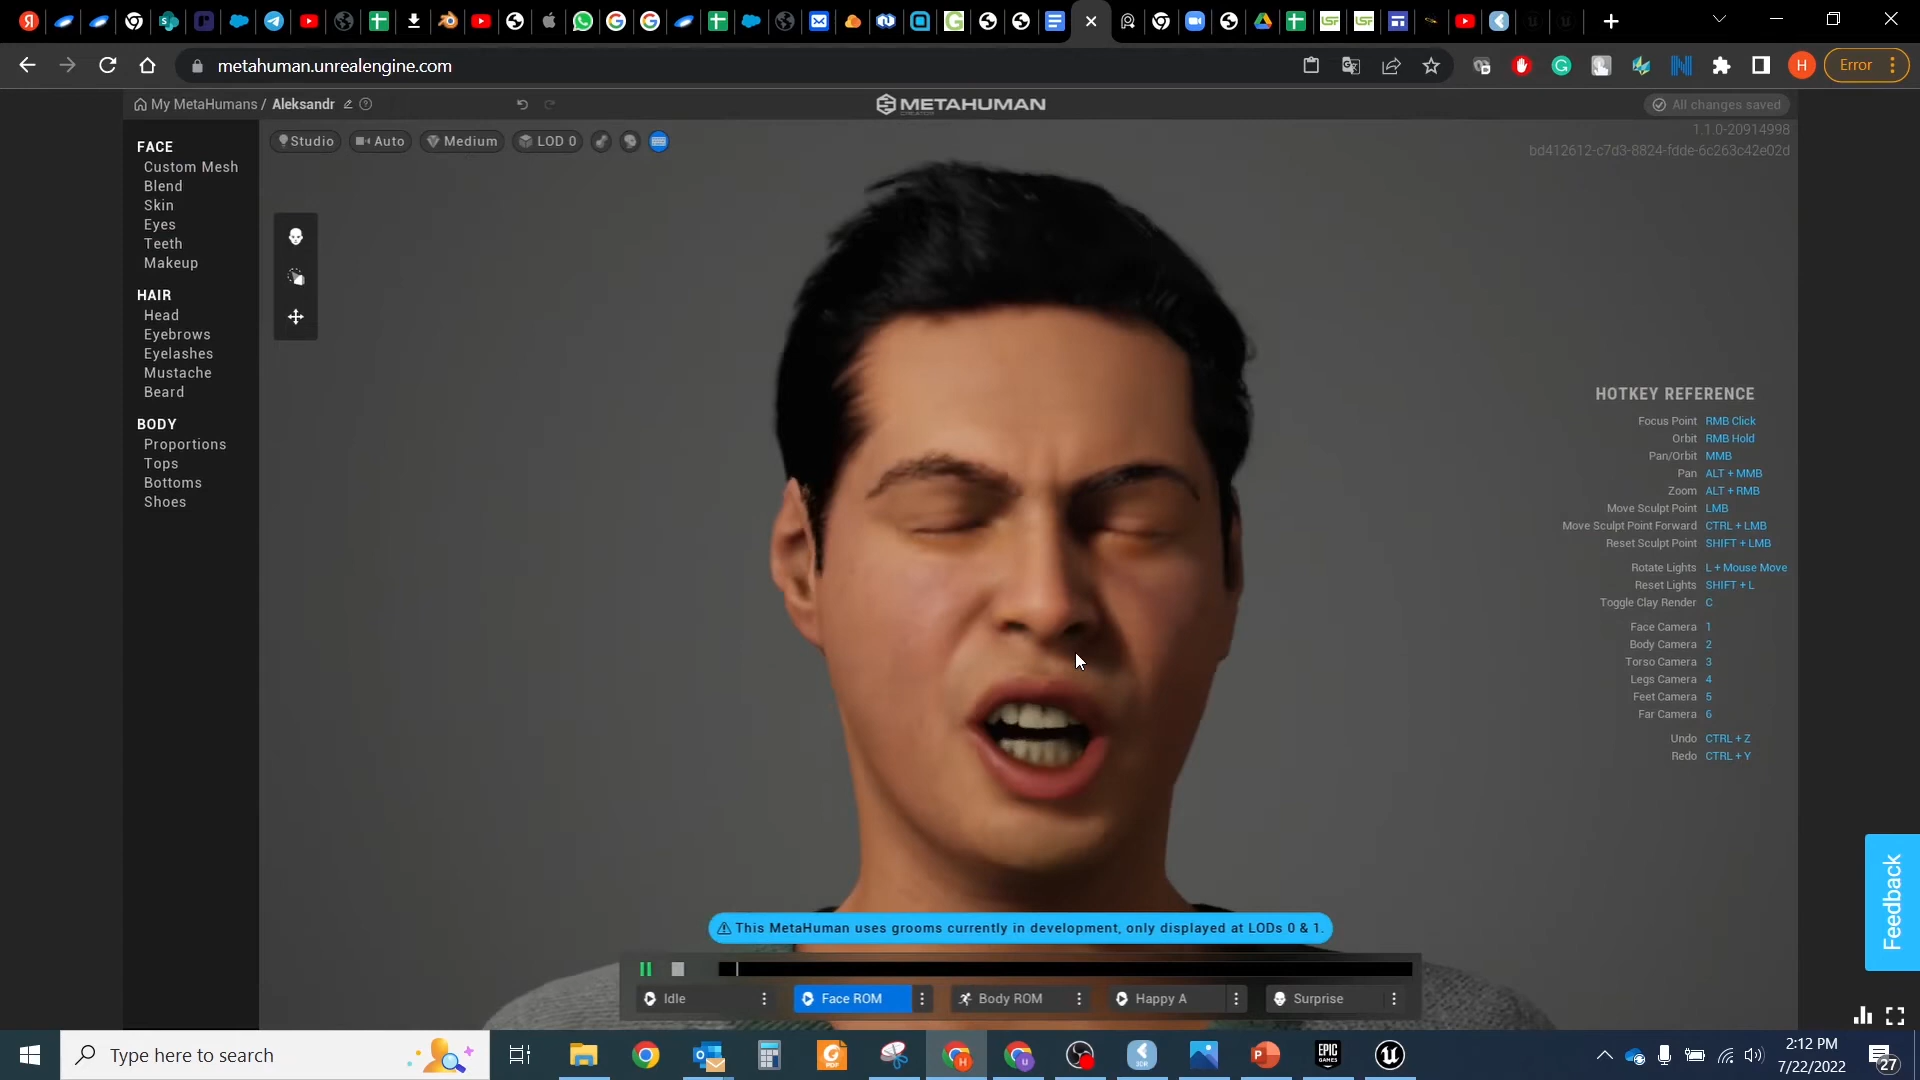 metahuman.unrealengine.com
Error
My MetaHumans / Aleksandr
METAHUMAN
CREATOR
All changes saved
1.1.0-20914998
bd412612-c7d3-8824-fdde-6c263c42e02d
Studio
Auto
Medium
LOD 0
FACE
Custom Mesh
Blend
Skin
Eyes
Teeth
Makeup
HAIR
Head
Eyebrows
Eyelashes
Mustache
Beard
BODY
Proportions
Tops
Bottoms
Shoes
HOTKEY REFERENCE
Focus Point RMB Click
Orbit RMB Hold
Pan/Orbit MMB
Pan ALT + MMB
Zoom ALT + RMB
Move Sculpt Point LMB
Move Sculpt Point Forward CTRL + LMB
Reset Sculpt Point SHIFT + LMB
Rotate Lights L + Mouse Move
Reset Lights SHIFT + L
Toggle Clay Render C
Face Camera 1
Body Camera 2
Torso Camera 3
Legs Camera 4
Feet Camera 5
Far Camera 6
Undo CTRL + Z
Redo CTRL + Y
Feedback
This MetaHuman uses grooms currently in development, only displayed at LODs 0 & 1.
Idle
Face ROM
Body ROM
Happy A
Surprise
Type here to search
2:12 PM
7/22/2022
27